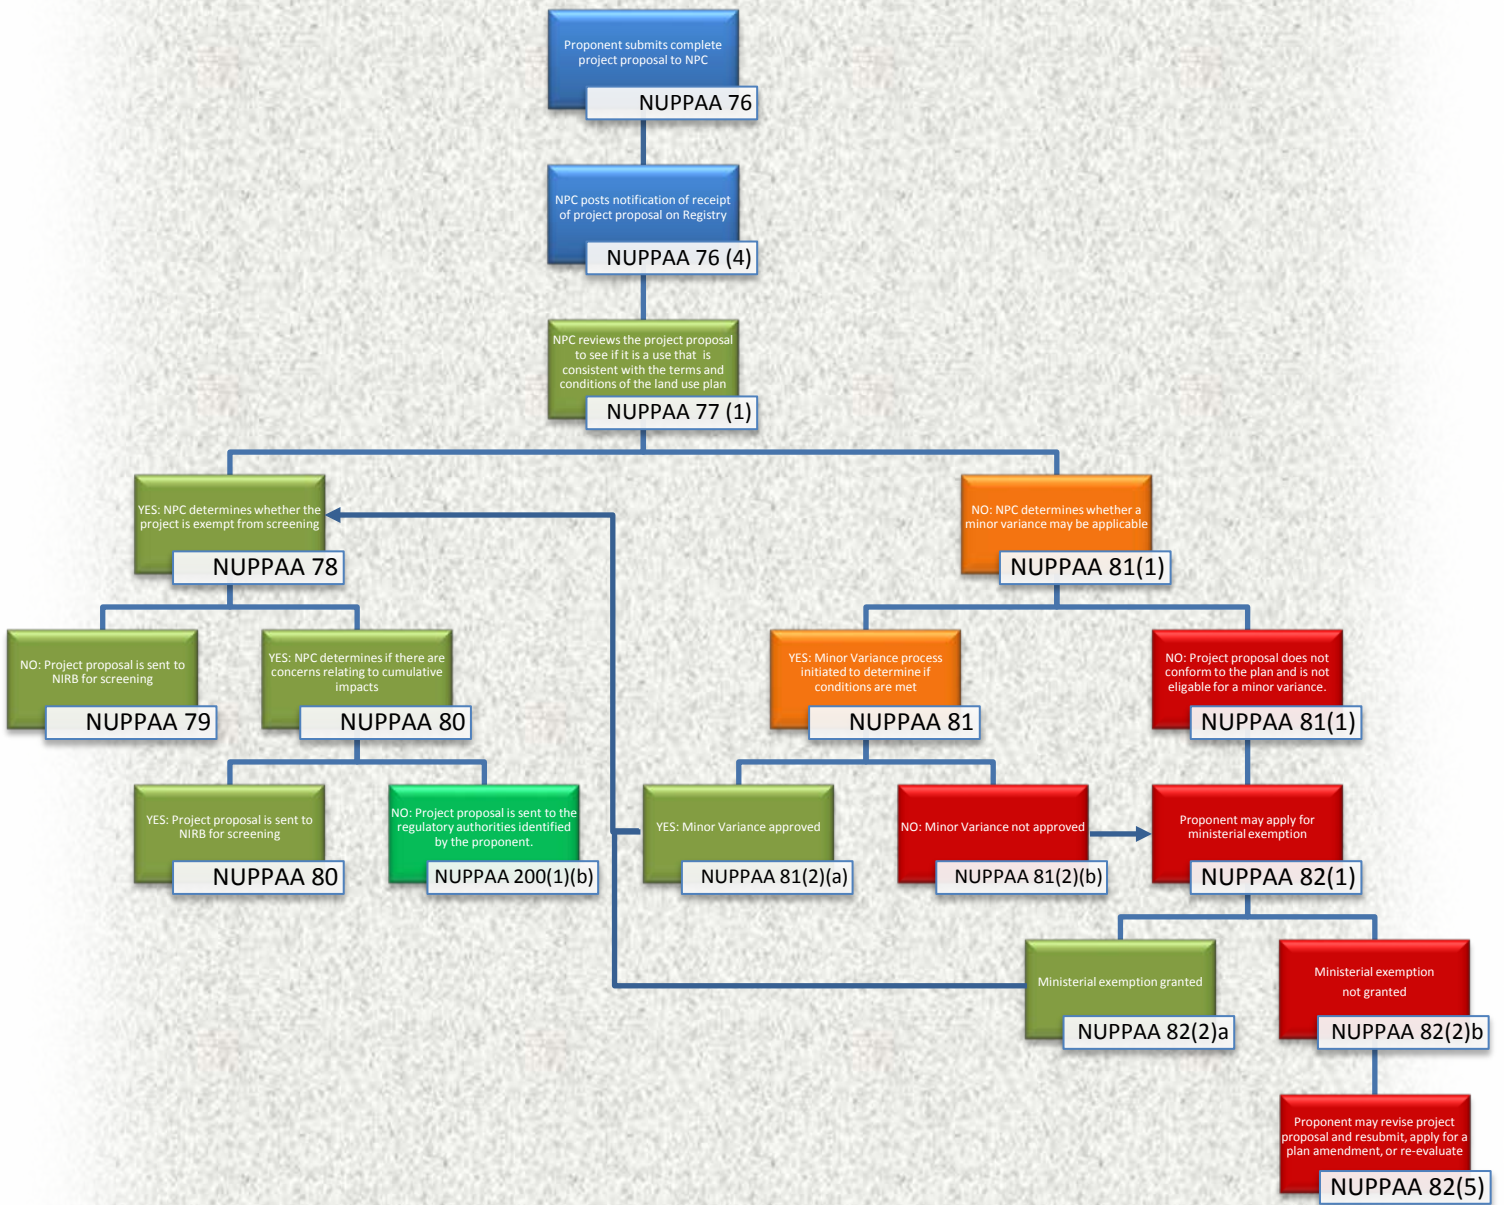 Proponent submits complete
project proposal to NPC
NUPPAA 76
NPC posts notification of receipt
of project proposal on Registry
NUPPAA 76 (4)
NPC reviews the project proposal
to see if it is a use that is
consistent with the terms and
conditions of the land use plan
NUPPAA 77 (1)
YES: NPC determines whether the
project is exempt from screening
NUPPAA 78
NO: NPC determines whether a
minor variance may be applicable
NUPPAA 81(1)
NO: Project proposal is sent to
NIRB for screening
NUPPAA 79
YES: NPC determines if there are
concerns relating to cumulative
impacts
NUPPAA 80
YES: Minor Variance process
initiated to determine if
conditions are met
NUPPAA 81
NO: Project proposal does not
conform to the plan and is not
eligable for a minor variance.
NUPPAA 81(1)
YES: Project proposal is sent to
NIRB for screening
NUPPAA 80
NO: Project proposal is sent to the
regulatory authorities identified
by the proponent.
NUPPAA 200(1)(b)
YES: Minor Variance approved
NUPPAA 81(2)(a)
NO: Minor Variance not approved
NUPPAA 81(2)(b)
Proponent may apply for
ministerial exemption
NUPPAA 82(1)
Ministerial exemption granted
NUPPAA 82(2)a
Ministerial exemption
not granted
NUPPAA 82(2)b
Proponent may revise project
proposal and resubmit, apply for a
plan amendment, or re-evaluate
NUPPAA 82(5)